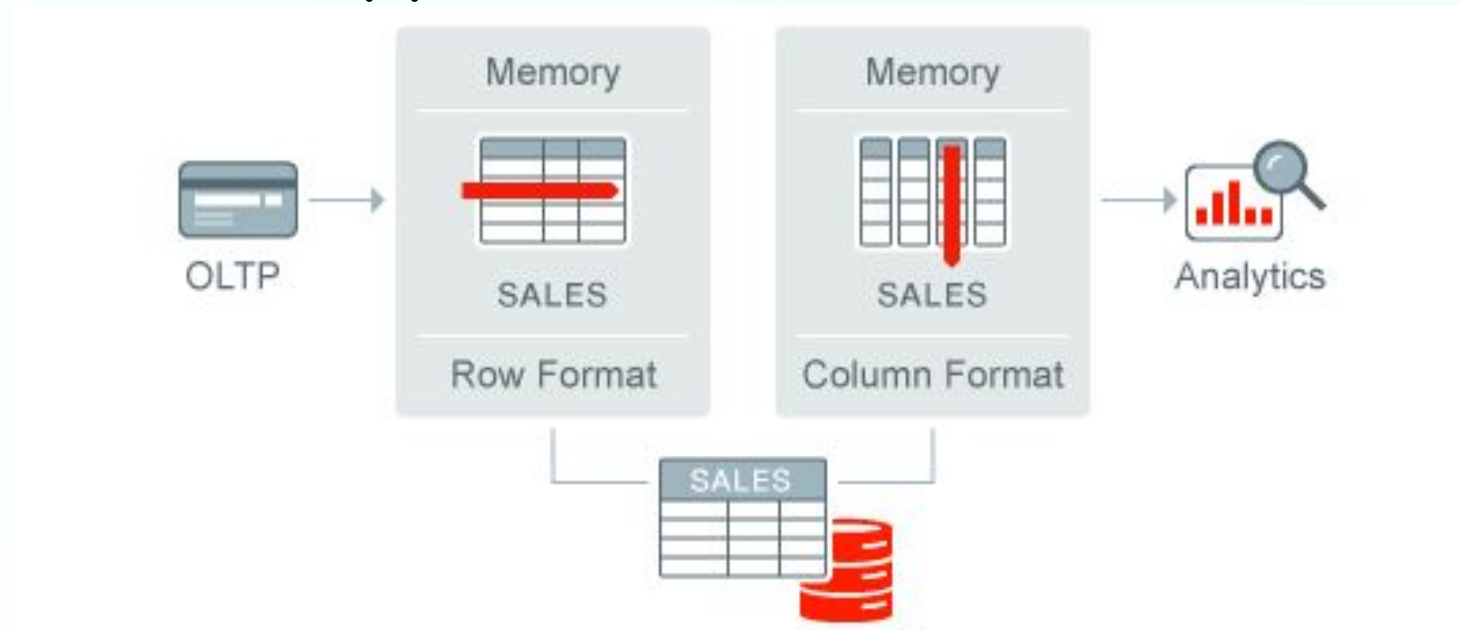 Memory
SALES
Row Format
Memory
SALES
Column Format
OLTP
Analytics
SALES